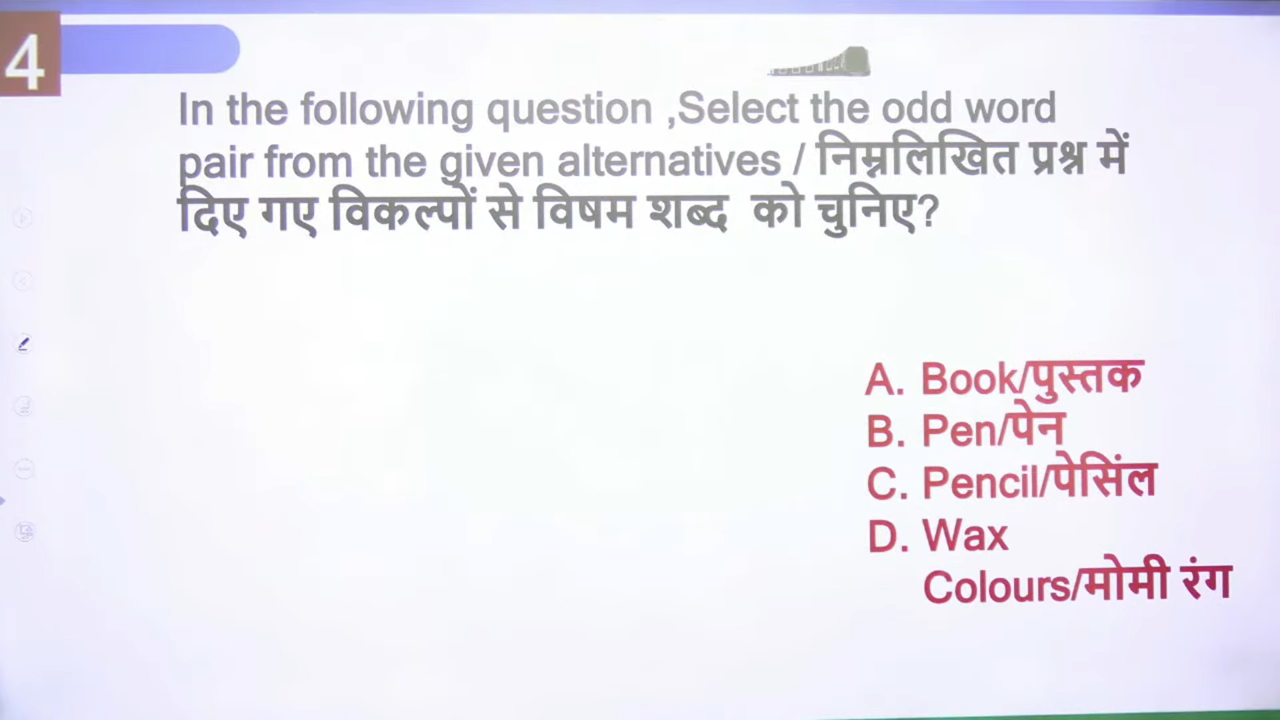 4
In the following question ,Select the odd word
pair from the given alternatives / निम्नलिखित प्रश्न में
दिए गए विकल्पों से विषम शब्द को चुनिए?
A. Book/पुस्तक
B. Pen/पेन
C. Pencil/पेसिंल
D. Wax
Colours/मोमी रंग